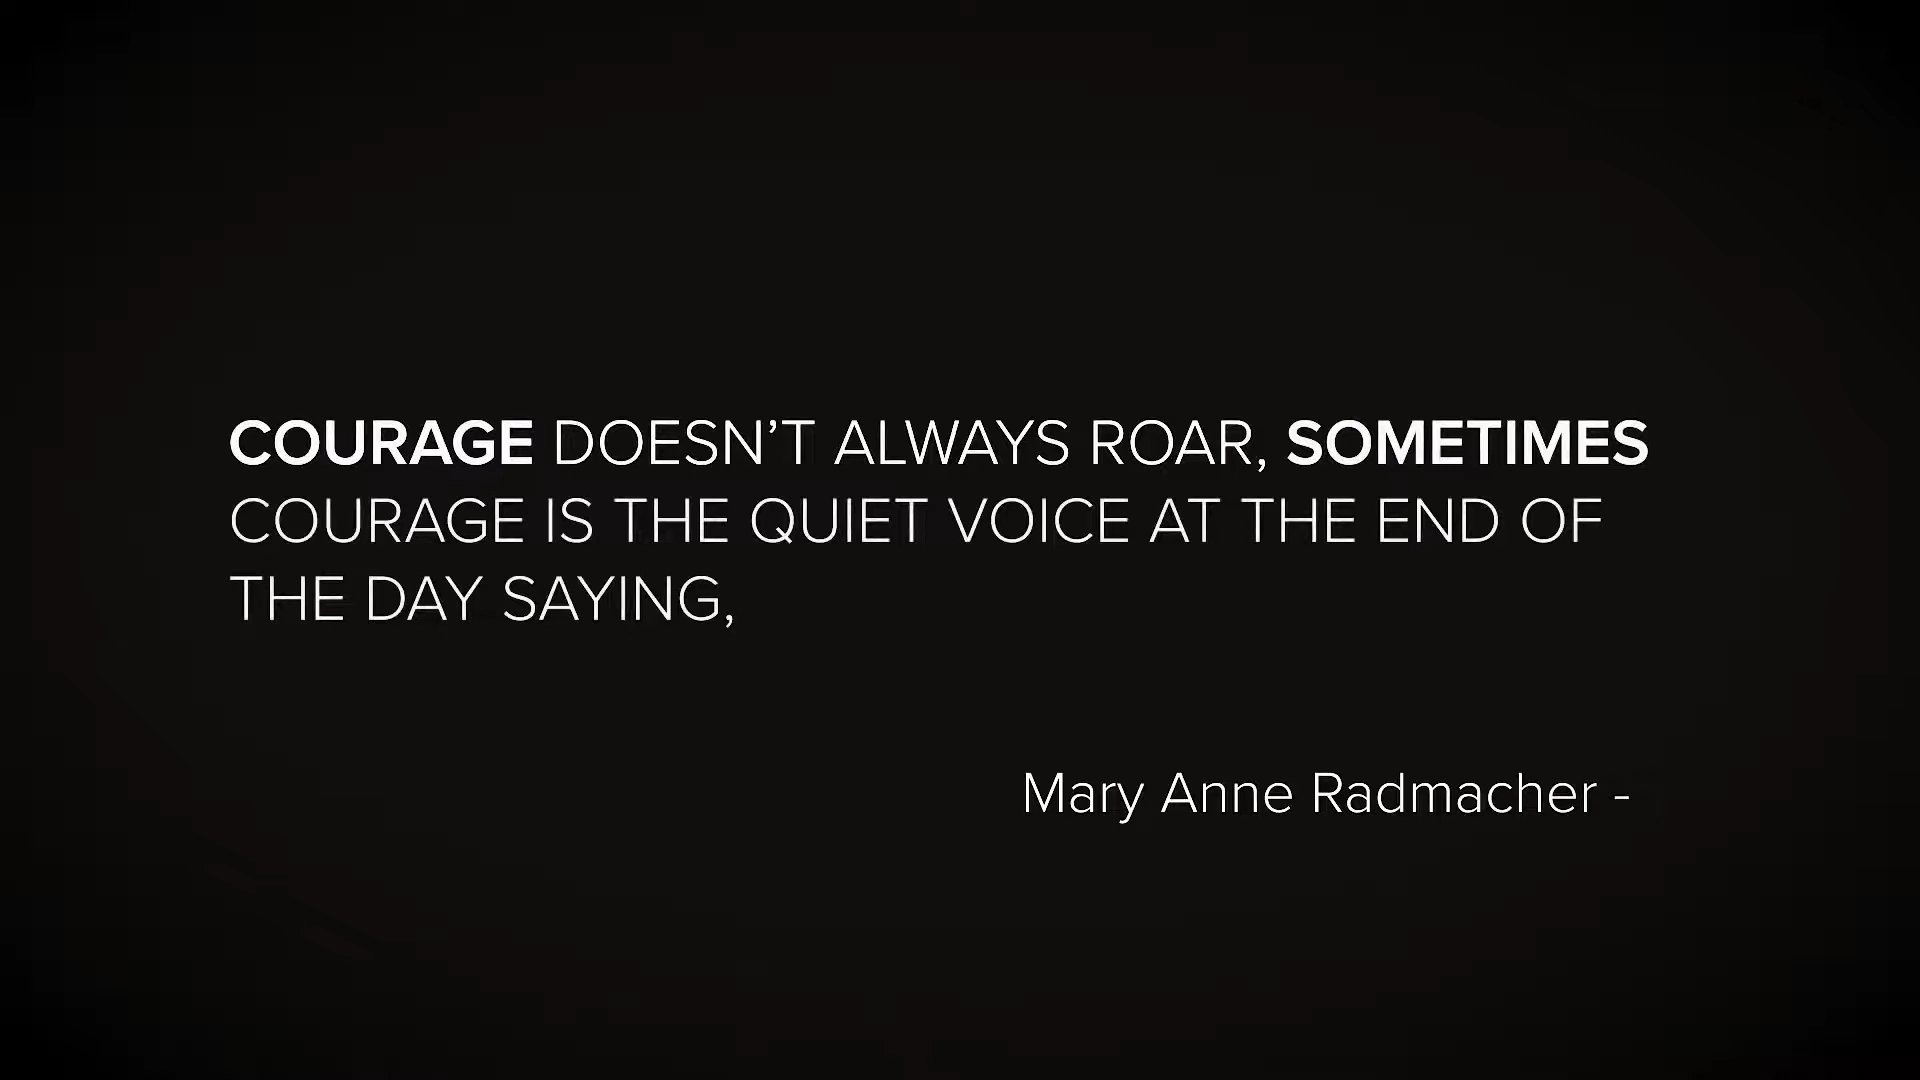 COURAGE DOESN’T ALWAYS ROAR, SOMETIMES
COURAGE IS THE QUIET VOICE AT THE END OF
THE DAY SAYING,
Mary Anne Radmacher -